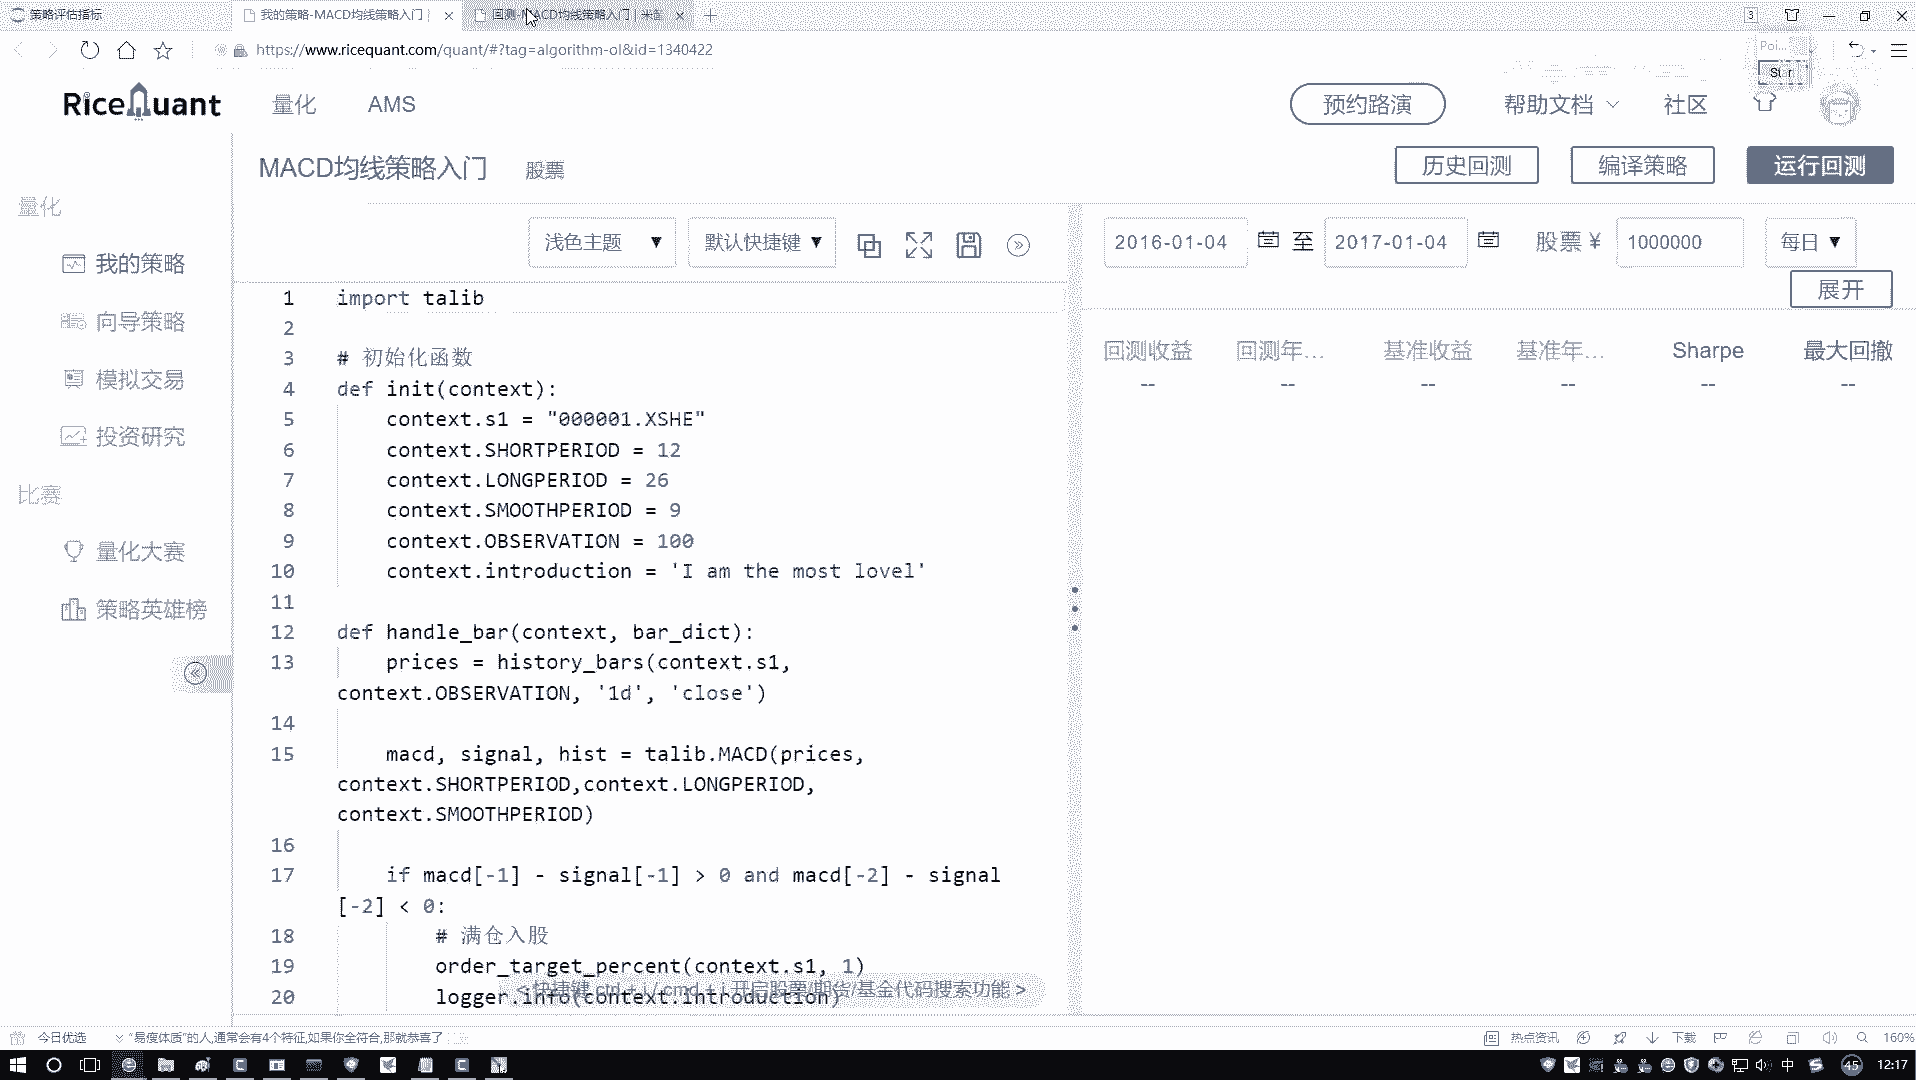 策略评估指标
我的策略-MACD均线策略入门
回测-MACD均线策略入门 | 米筐
3
https://www.ricequant.com/quant/#?tag=algorithm-ol&id=1340422
Poi...
Star
RiceQuant
量化
AMS
预约路演
帮助文档
社区
MACD均线策略入门
股票
历史回测
编译策略
运行回测
量化
我的策略
向导策略
模拟交易
投资研究
比赛
量化大赛
策略英雄榜
浅色主题 ▼
默认快捷键 ▼
2016-01-04
至
2017-01-04
股票 ¥
1000000
每日 ▼
展开
回测收益
回测年...
基准收益
基准年...
Sharpe
最大回撤
--
--
--
--
--
--
1 import talib
2
3 # 初始化函数
4 def init(context):
5 context.s1 = "000001.XSHE"
6 context.SHORTPERIOD = 12
7 context.LONGPERIOD = 26
8 context.SMOOTHPERIOD = 9
9 context.OBSERVATION = 100
10 context.introduction = 'I am the most lovel'
11
12 def handle_bar(context, bar_dict):
13 prices = history_bars(context.s1,
context.OBSERVATION, '1d', 'close')
14
15 macd, signal, hist = talib.MACD(prices,
context.SHORTPERIOD,context.LONGPERIOD,
context.SMOOTHPERIOD)
16
17 if macd[-1] - signal[-1] > 0 and macd[-2] - signal
[-2] < 0:
18 # 满仓入股
19 order_target_percent(context.s1, 1)
20 logger.info(context.introduction)
<快捷键 ctrl + i / cmd + i 开启股票/期货/基金代码搜索功能 >
今日优选
"易瘦体质"的人,通常会有4个特征,如果你全符合,那就恭喜了
热点资讯
下载
160%
中
45
12:17